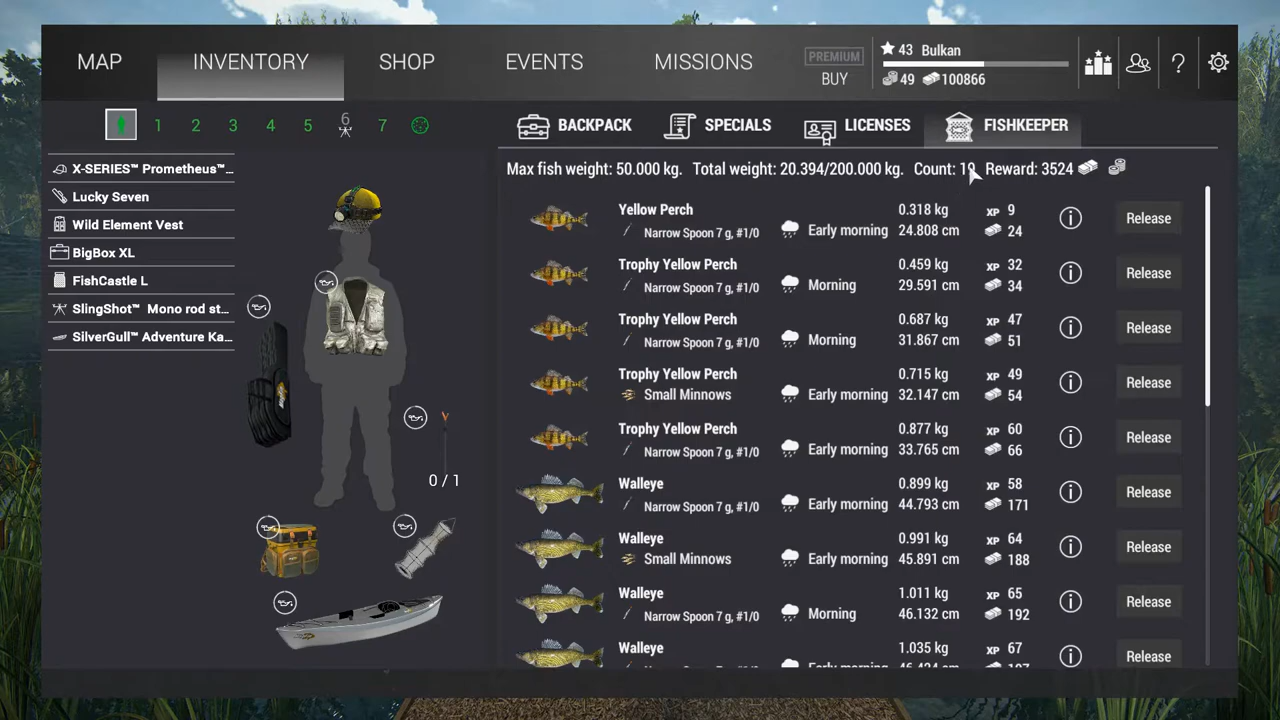 MAP
INVENTORY
SHOP
EVENTS
MISSIONS
PREMIUM
BUY
43 Bulkan
49 100866
1 2 3 4 5 6 7
BACKPACK
SPECIALS
LICENSES
FISHKEEPER
X-SERIES™ Prometheus™...
Lucky Seven
Wild Element Vest
BigBox XL
FishCastle L
SlingShot™ Mono rod st...
SilverGull™ Adventure Ka...
0 / 1
Max fish weight: 50.000 kg. Total weight: 20.394/200.000 kg. Count: 19 Reward: 3524
Yellow Perch 0.318 kg XP 9
Narrow Spoon 7 g, #1/0 Early morning 24.808 cm 24 Release
Trophy Yellow Perch 0.459 kg XP 32
Narrow Spoon 7 g, #1/0 Morning 29.591 cm 34 Release
Trophy Yellow Perch 0.687 kg XP 47
Narrow Spoon 7 g, #1/0 Morning 31.867 cm 51 Release
Trophy Yellow Perch 0.715 kg XP 49
Small Minnows Early morning 32.147 cm 54 Release
Trophy Yellow Perch 0.877 kg XP 60
Narrow Spoon 7 g, #1/0 Early morning 33.765 cm 66 Release
Walleye 0.899 kg XP 58
Narrow Spoon 7 g, #1/0 Early morning 44.793 cm 171 Release
Walleye 0.991 kg XP 64
Small Minnows Early morning 45.891 cm 188 Release
Walleye 1.011 kg XP 65
Narrow Spoon 7 g, #1/0 Morning 46.132 cm 192 Release
Walleye 1.035 kg XP 67
Release